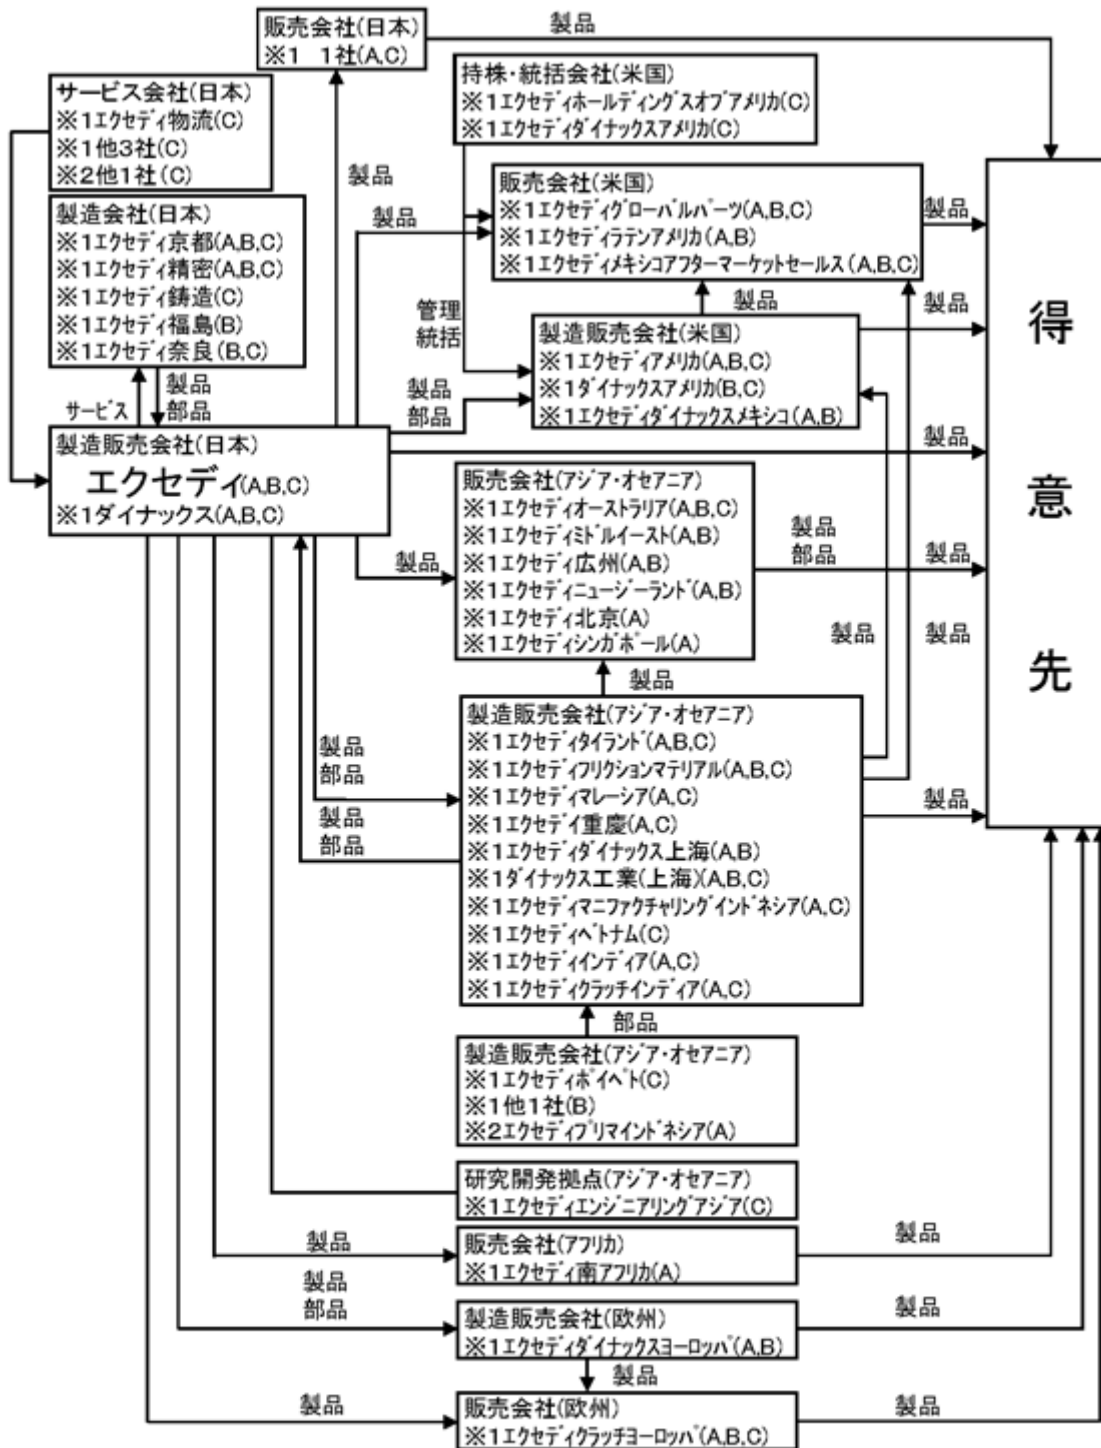 販売会社(日本)
※1 1社(A,C)
製品
サービス会社(日本)
※1エクセディ物流(C)
※1他3社(C)
※2他1社(C)
持株・統括会社(米国)
※1エクセディホールディングスオブアメリカ(C)
※1エクセディダイナックスアメリカ(C)
製品
製品
販売会社(米国)
※1エクセディグローバルパーツ(A,B,C)
※1エクセディラテンアメリカ(A,B)
※1エクセディメキシコアフターマーケットセールス(A,B,C)
製品
製造会社(日本)
※1エクセディ京都(A,B,C)
※1エクセディ精密(A,B,C)
※1エクセディ鋳造(C)
※1エクセディ福島(B)
※1エクセディ奈良(B,C)
管理
統括
製品
製品
製造販売会社(米国)
※1エクセディアメリカ(A,B,C)
※1ダイナックスアメリカ(B,C)
※1エクセディダイナックスメキシコ(A,B)
得意先
サービス
製品
部品
製品
部品
製品
製造販売会社(日本)
エクセディ(A,B,C)
※1ダイナックス(A,B,C)
製品
販売会社(アジア・オセアニア)
※1エクセディオーストラリア(A,B,C)
※1エクセディミドルイースト(A,B)
※1エクセディ広州(A,B)
※1エクセディニュージーランド(A,B)
※1エクセディ北京(A)
※1エクセディシンガポール(A)
製品
部品
製品
製品
製品
製品
製品
部品
製品
部品
製造販売会社(アジア・オセアニア)
※1エクセディタイランド(A,B,C)
※1エクセディフリクションマテリアル(A,B,C)
※1エクセディマレーシア(A,C)
※1エクセデイ重慶(A,C)
※1エクセディダイナックス上海(A,B)
※1ダイナックス工業(上海)(A,B,C)
※1エクセディマニファクチャリングインドネシア(A,C)
※1エクセディベトナム(C)
※1エクセディインディア(A,C)
※1エクセディクラッチインディア(A,C)
製品
部品
製造販売会社(アジア・オセアニア)
※1エクセディポイペト(C)
※1他1社(B)
※2エクセディプリマインドネシア(A)
研究開発拠点(アジア・オセアニア)
※1エクセディエンジニアリングアジア(C)
製品
販売会社(アフリカ)
※1エクセディ南アフリカ(A)
製品
製品
部品
製造販売会社(欧州)
※1エクセディダイナックスヨーロッパ(A,B)
製品
製品
製品
販売会社(欧州)
※1エクセディクラッチヨーロッパ(A,B,C)
製品